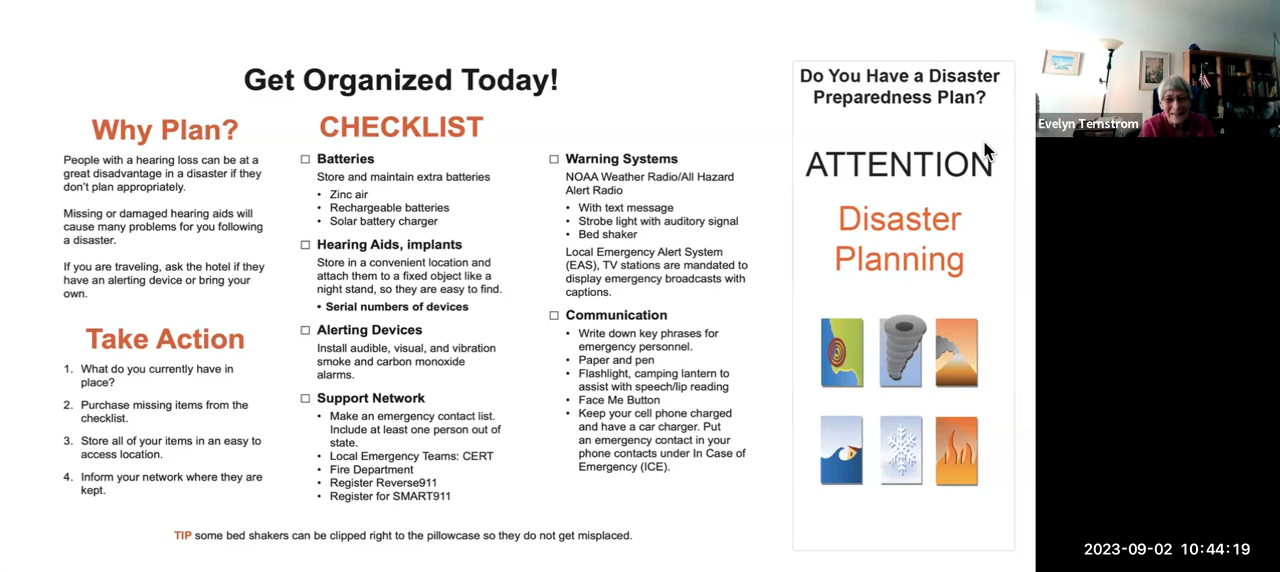 Get Organized Today!
Why Plan?
People with a hearing loss can be at a
great disadvantage in a disaster if they
don't plan appropriately.
Missing or damaged hearing aids will
cause many problems for you following
a disaster.
If you are traveling, ask the hotel if they
have an alerting device or bring your
own.
Take Action
1. What do you currently have in
place?
2. Purchase missing items from the
checklist.
3. Store all of your items in an easy to
access location.
4. Inform your network where they are
kept.
CHECKLIST
☐ Batteries
Store and maintain extra batteries
• Zinc air
• Rechargeable batteries
• Solar battery charger
☐ Hearing Aids, implants
Store in a convenient location and
attach them to a fixed object like a
night stand, so they are easy to find.
• Serial numbers of devices
☐ Alerting Devices
Install audible, visual, and vibration
smoke and carbon monoxide
alarms.
☐ Support Network
• Make an emergency contact list.
Include at least one person out of
state.
• Local Emergency Teams: CERT
• Fire Department
• Register Reverse911
• Register for SMART911
☐ Warning Systems
NOAA Weather Radio/All Hazard
Alert Radio
• With text message
• Strobe light with auditory signal
• Bed shaker
Local Emergency Alert System
(EAS), TV stations are mandated to
display emergency broadcasts with
captions.
☐ Communication
• Write down key phrases for
emergency personnel.
• Paper and pen
• Flashlight, camping lantern to
assist with speech/lip reading
• Face Me Button
• Keep your cell phone charged
and have a car charger. Put
an emergency contact in your
phone contacts under In Case of
Emergency (ICE).
TIP some bed shakers can be clipped right to the pillowcase so they do not get misplaced.
Do You Have a Disaster
Preparedness Plan?
ATTENTION
Disaster
Planning
Evelyn Ternstrom
2023-09-02 10:44:19